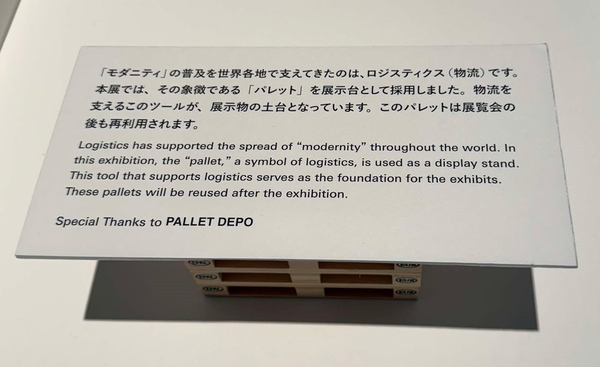 「モダニティ」の普及を世界各地で支えてきたのは、ロジスティクス（物流）です。
本展では、その象徴である「パレット」を展示台として採用しました。物流を
支えるこのツールが、展示物の土台となっています。このパレットは展覧会の
後も再利用されます。
Logistics has supported the spread of “modernity” throughout the world. In
this exhibition, the “pallet,” a symbol of logistics, is used as a display stand.
This tool that supports logistics serves as the foundation for the exhibits.
These pallets will be reused after the exhibition.
Special Thanks to PALLET DEPO